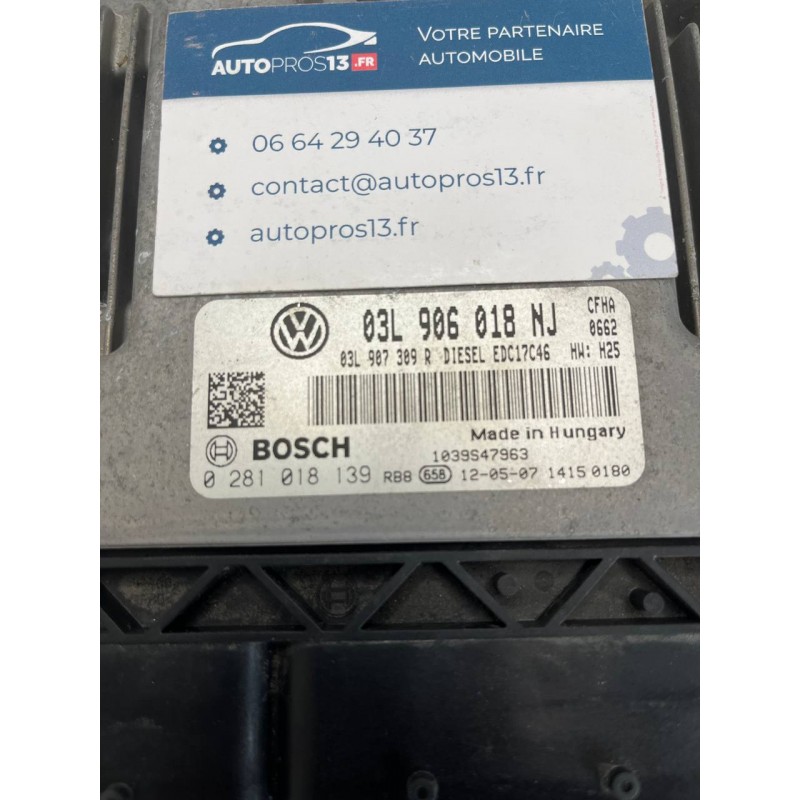 AUTOPROS13.FR
VOTRE PARTENAIRE
AUTOMOBILE
06 64 29 40 37
contact@autopros13.fr
autopros13.fr
03L 906 018 NJ
CFHA
0662
03L 907 309 R DIESEL EDC17C46 HW: H25
Made in Hungary
BOSCH
1039S47963
0 281 018 139 RB8 658 12-05-07 1415 0180